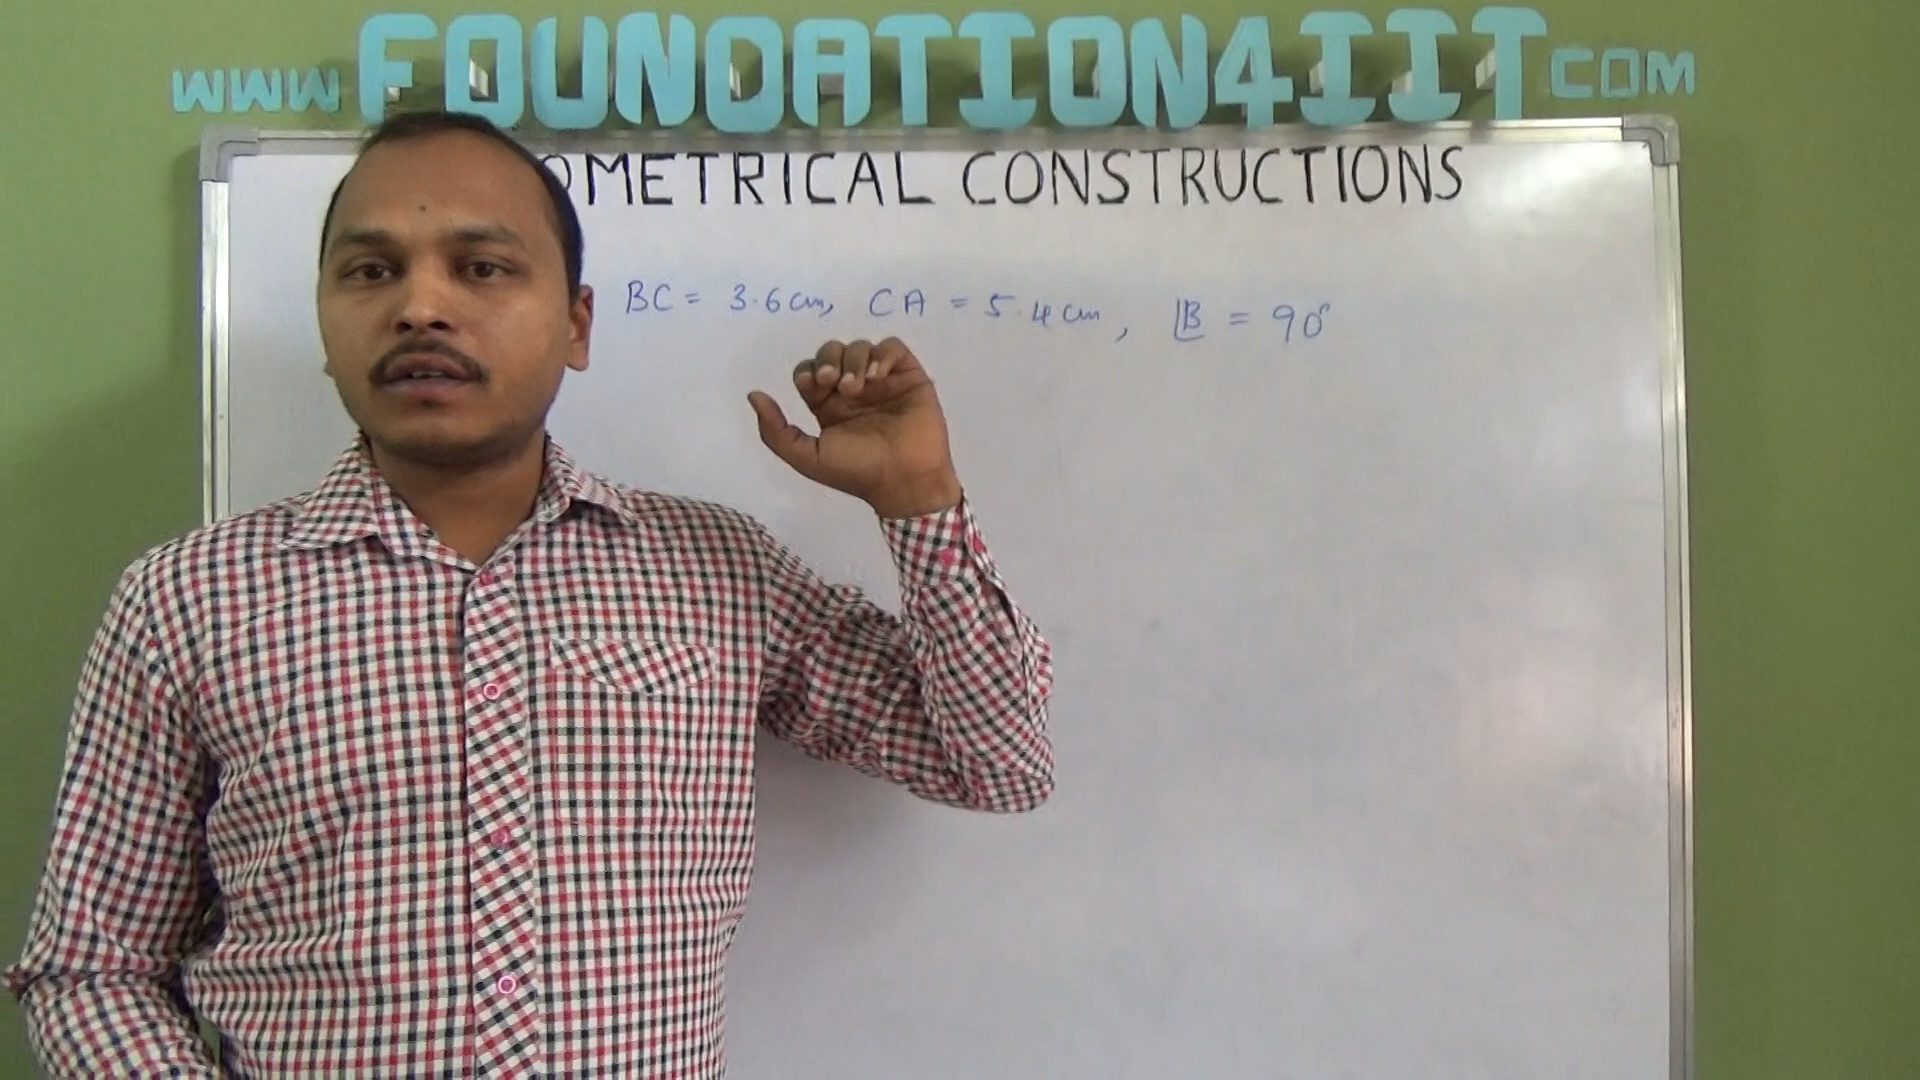 WWW FOUNDATION4IIT COM
OMETRICAL CONSTRUCTIONS
BC = 3.6 cm, CA = 5.4 cm, ∠B = 90°